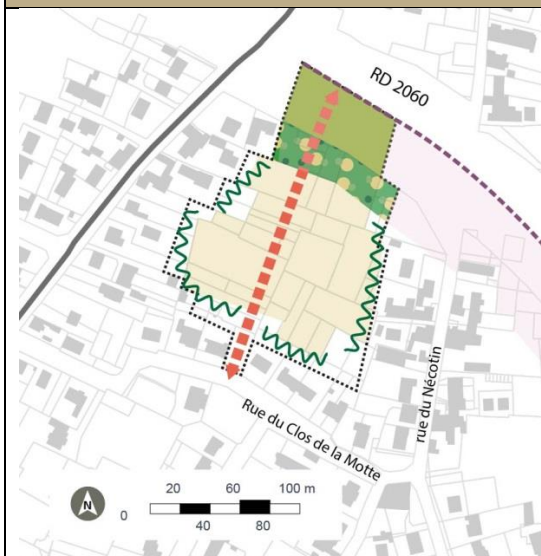 RD 2060
rue du Nécotin
Rue du Clos de la Motte
N
20 60 100 m
0
40 80